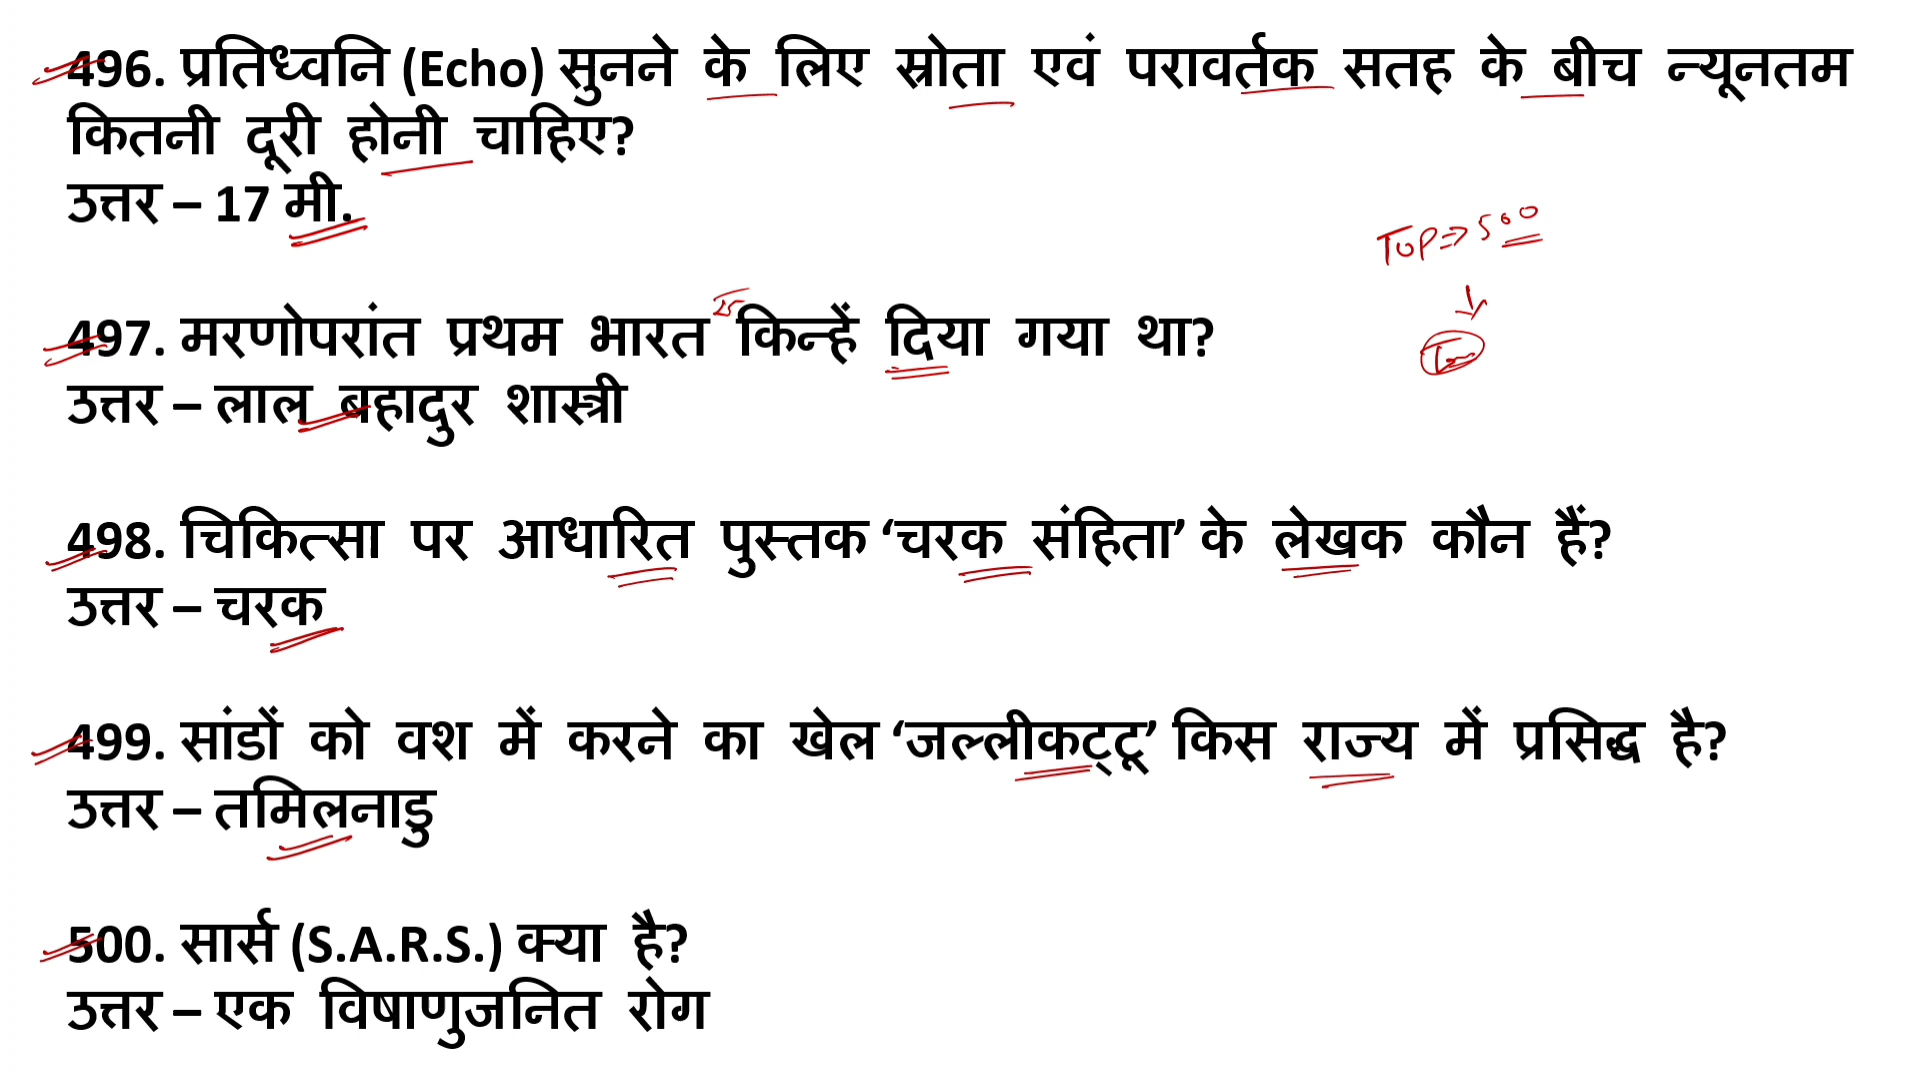 496. प्रतिध्वनि (Echo) सुनने के लिए स्रोता एवं परावर्तक सतह के बीच न्यूनतम
कितनी दूरी होनी चाहिए?
उत्तर – 17 मी.
Top => 500
497. मरणोपरांत प्रथम भारत किन्हें दिया गया था?
उत्तर – लाल बहादुर शास्त्री
498. चिकित्सा पर आधारित पुस्तक ‘चरक संहिता’ के लेखक कौन हैं?
उत्तर – चरक
499. सांडों को वश में करने का खेल ‘जल्लीकट्टू’ किस राज्य में प्रसिद्ध है?
उत्तर – तमिलनाडु
500. सार्स (S.A.R.S.) क्या है?
उत्तर – एक विषाणुजनित रोग